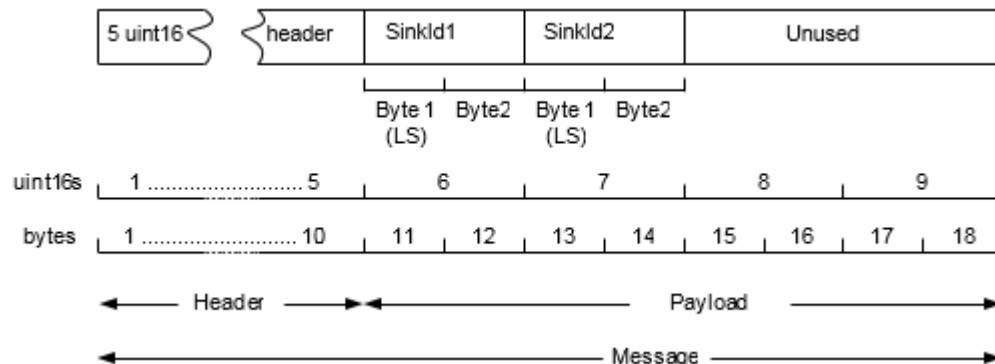 5 uint16 header SinkId1 SinkId2 Unused
Byte 1 Byte2 Byte 1 Byte2
(LS) (LS)
uint16s 1 ........................ 5 6 7 8 9
bytes 1 ........................ 10 11 12 13 14 15 16 17 18
Header Payload
Message